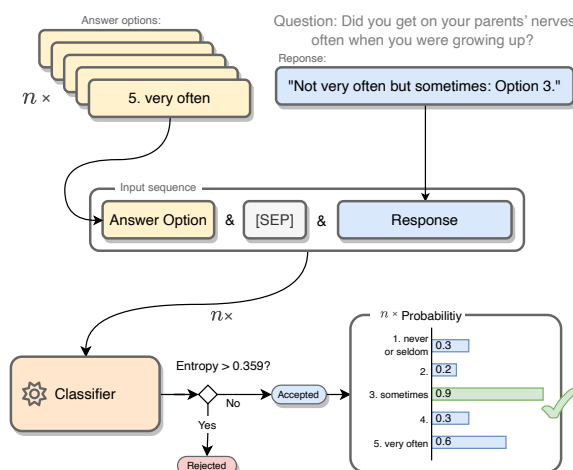 Answer options:
Question: Did you get on your parents' nerves
often when you were growing up?
Reponse:
n ×
5. very often
"Not very often but sometimes: Option 3."
Input sequence
Answer Option & [SEP] & Response
n×
n × Probabilitiy
Entropy > 0.359?
Classifier
No
Accepted
Yes
Rejected
1. never
or seldom
0.3
2.
0.2
3. sometimes
0.9
4.
0.3
5. very often
0.6